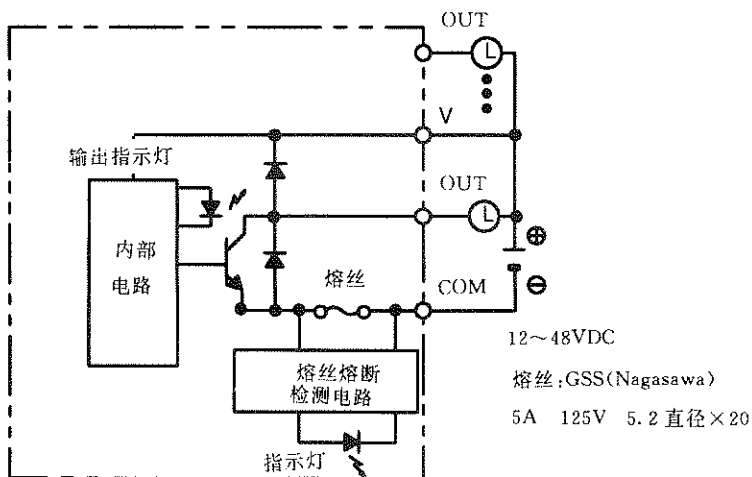 OUT
L
V
输出指示灯
OUT
L
内部
电路
熔丝
COM
12～48VDC
熔丝:GSS(Nagasawa)
熔丝熔断
检测电路
5A 125V 5.2直径×20
指示灯